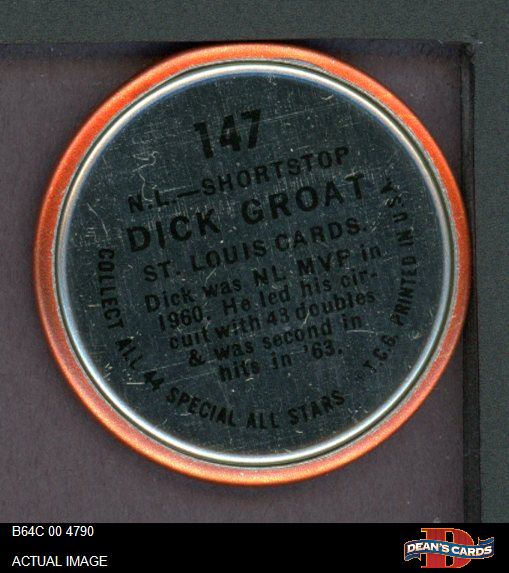 147
N.L.—SHORTSTOP
DICK GROAT
ST. LOUIS CARDS.
Dick was NL MVP in
1960. He led his cir-
cuit with 43 doubles
& was second in
hits in '63.
COLLECT ALL 44 SPECIAL ALL STARS
©T.C.G. PRINTED IN USA
B64C 00 4790
ACTUAL IMAGE
D
DEAN'S CARDS